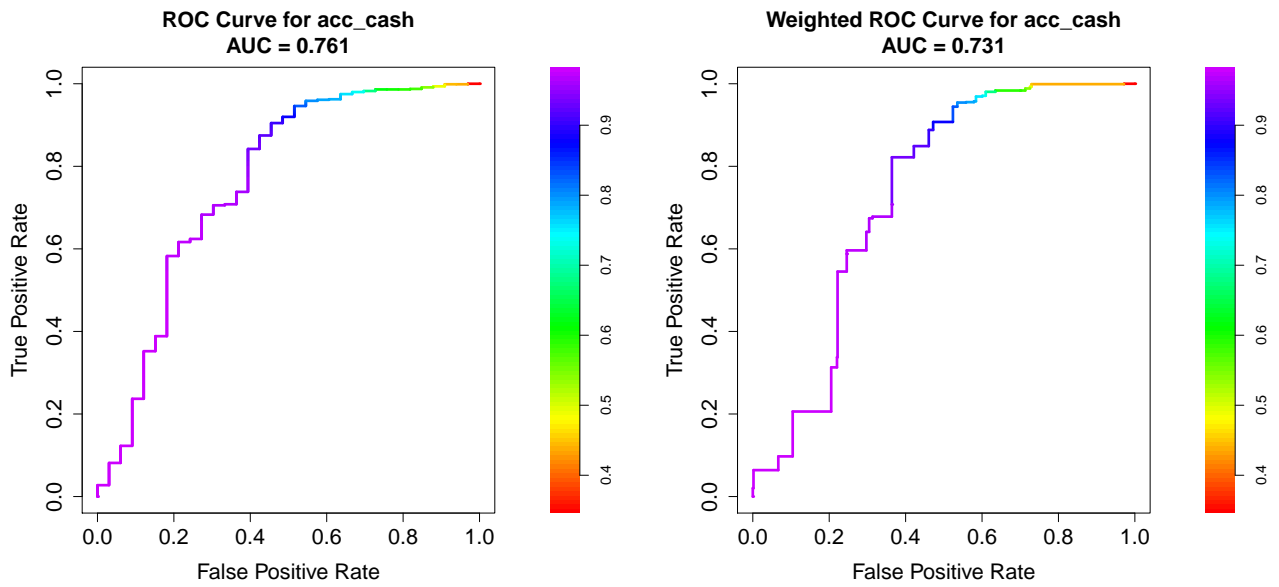 ROC Curve for acc_cash
AUC = 0.761
True Positive Rate
1.0
0.8
0.6
0.4
0.2
0.0
0.0 0.2 0.4 0.6 0.8 1.0
False Positive Rate
0.9
0.8
0.7
0.6
0.5
0.4
Weighted ROC Curve for acc_cash
AUC = 0.731
True Positive Rate
1.0
0.8
0.6
0.4
0.2
0.0
0.0 0.2 0.4 0.6 0.8 1.0
False Positive Rate
0.9
0.8
0.7
0.6
0.5
0.4